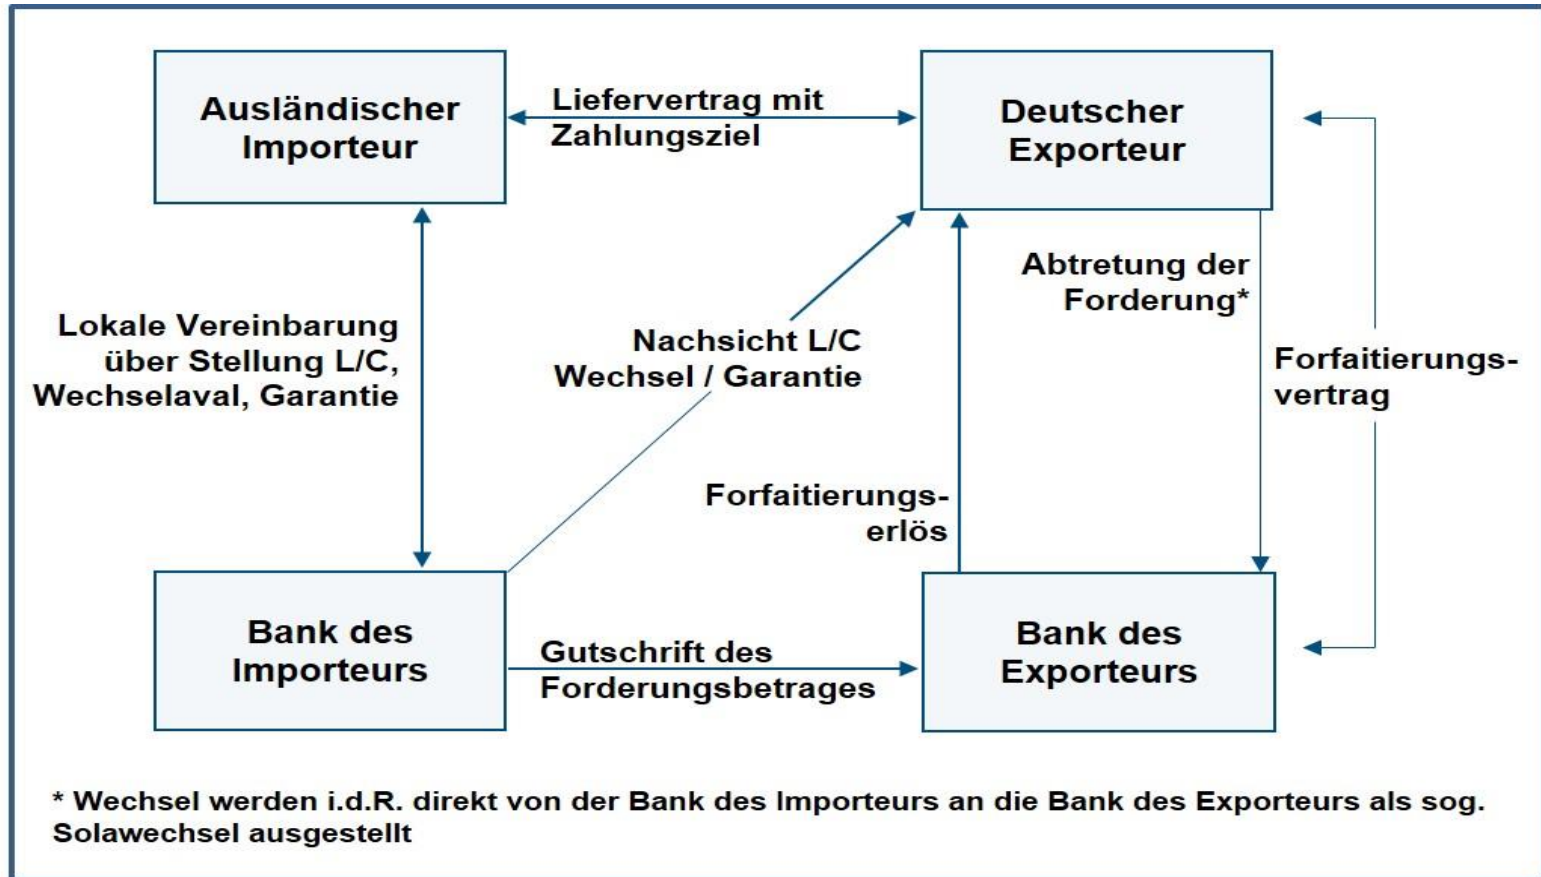 Ausländischer
Importeur
Liefervertrag mit
Zahlungsziel
Deutscher
Exporteur
Lokale Vereinbarung
über Stellung L/C,
Wechselaval, Garantie
Nachsicht L/C
Wechsel / Garantie
Abtretung der
Forderung*
Forfaitierungs-
vertrag
Forfaitierungs-
erlös
Bank des
Importeurs
Gutschrift des
Forderungsbetrages
Bank des
Exporteurs
* Wechsel werden i.d.R. direkt von der Bank des Importeurs an die Bank des Exporteurs als sog.
Solawechsel ausgestellt